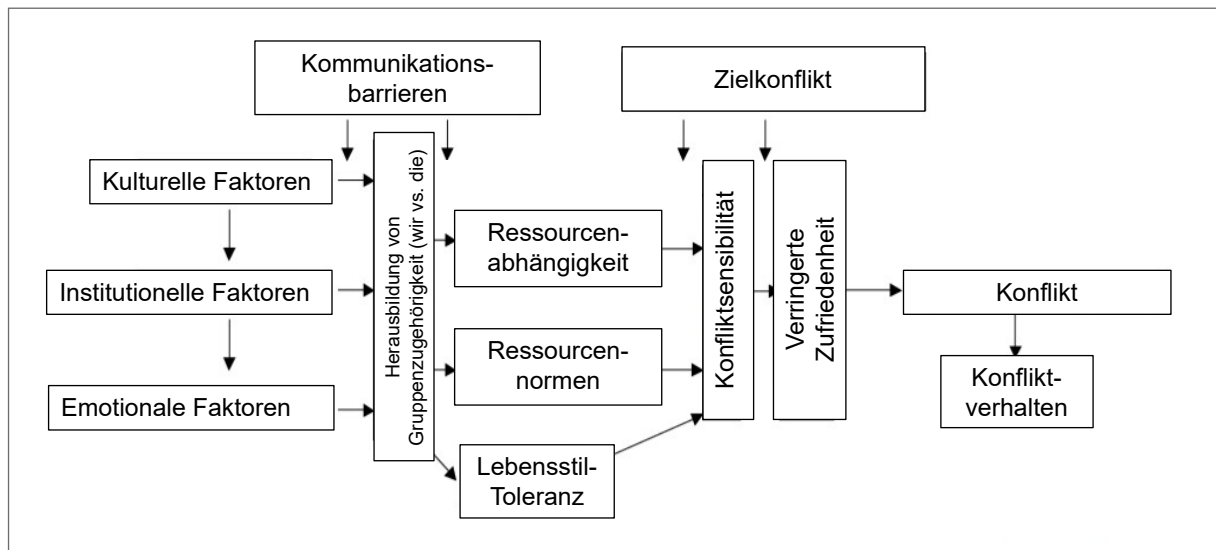 Kommunikations-
barrieren
Zielkonflikt
Kulturelle Faktoren
Institutionelle Faktoren
Emotionale Faktoren
Herausbildung von
Gruppenzugehörigkeit (wir vs. die)
Ressourcen-
abhängigkeit
Ressourcen-
normen
Lebensstil-
Toleranz
Konfliktsensibilität
Verringerte
Zufriedenheit
Konflikt
Konflikt-
verhalten